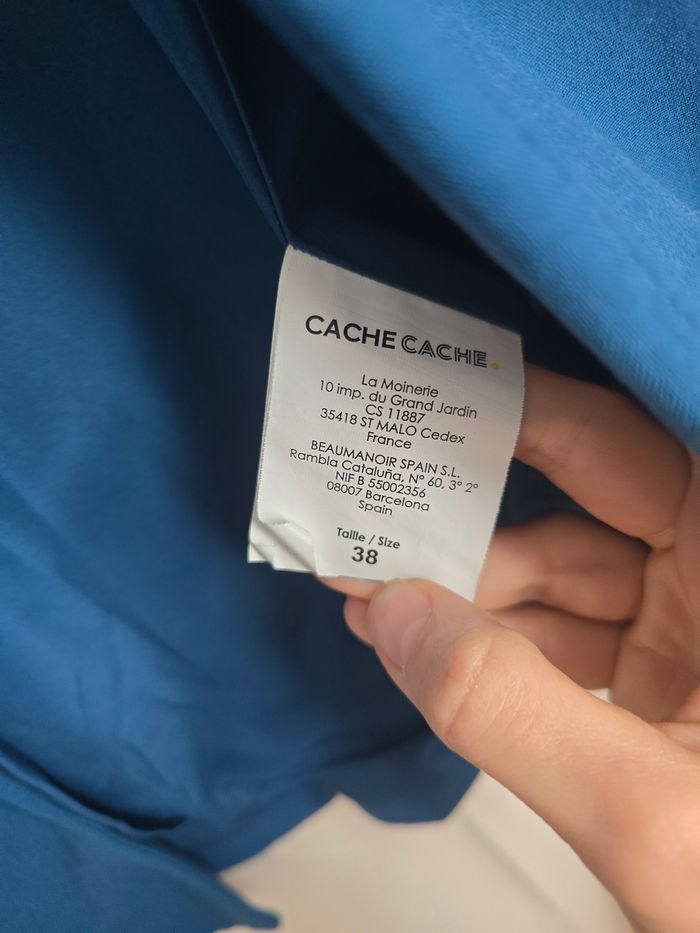 CACHE CACHE
La Moinerie
10 imp. du Grand Jardin
CS 11887
35418 ST MALO Cedex
France
BEAUMANOIR SPAIN S.L.
Rambla Cataluña, Nº 60, 3º 2º
NIF B 55002356
08007 Barcelona
Spain
Taille / Size
38